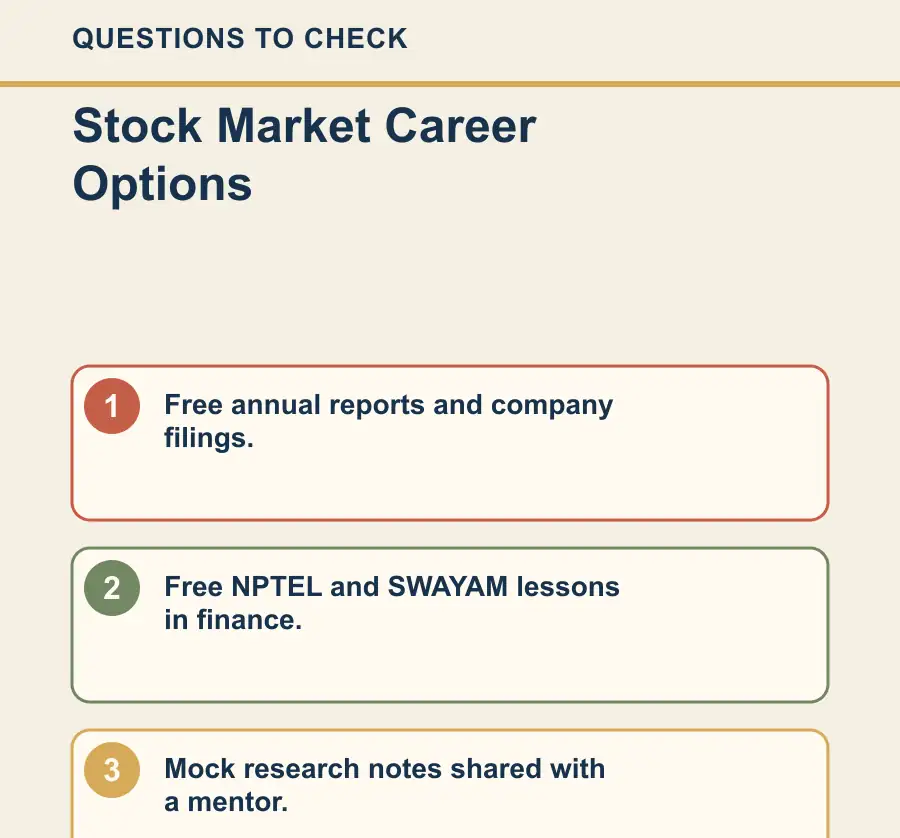 QUESTIONS TO CHECK
Stock Market Career
Options
1
Free annual reports and company
filings.
2
Free NPTEL and SWAYAM lessons
in finance.
3
Mock research notes shared with
a mentor.